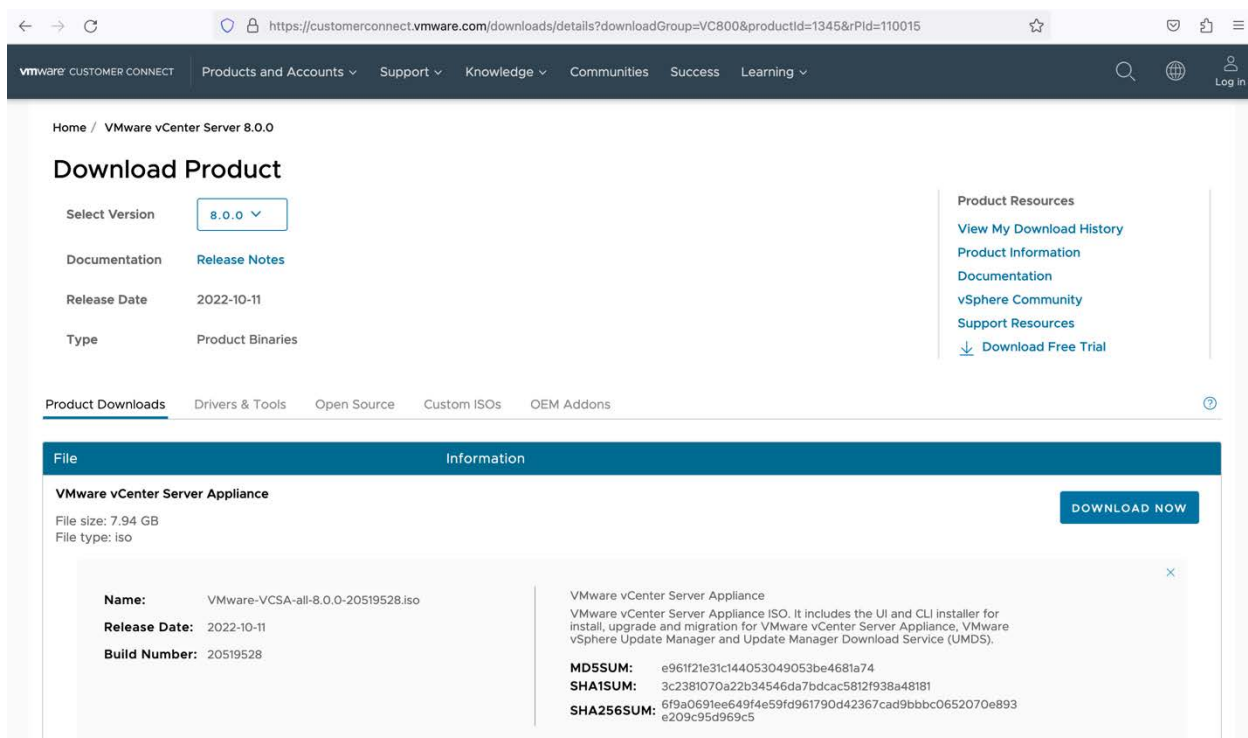 https://customerconnect.vmware.com/downloads/details?downloadGroup=VC800&productId=1345&rPId=110015
vmware CUSTOMER CONNECT Products and Accounts Support Knowledge Communities Success Learning Log in
Home / VMware vCenter Server 8.0.0
Download Product
Select Version 8.0.0
Documentation Release Notes
Release Date 2022-10-11
Type Product Binaries
Product Resources
View My Download History
Product Information
Documentation
vSphere Community
Support Resources
Download Free Trial
Product Downloads Drivers & Tools Open Source Custom ISOs OEM Addons
File Information
VMware vCenter Server Appliance
File size: 7.94 GB
File type: iso
DOWNLOAD NOW
Name: VMware-VCSA-all-8.0.0-20519528.iso
Release Date: 2022-10-11
Build Number: 20519528
VMware vCenter Server Appliance
VMware vCenter Server Appliance ISO. It includes the UI and CLI installer for
install, upgrade and migration for VMware vCenter Server Appliance, VMware
vSphere Update Manager and Update Manager Download Service (UMDS).
MD5SUM: e961f21e31c144053049053be4681a74
SHA1SUM: 3c2381070a22b34546da7bdcac5812f938a48181
SHA256SUM: 6f9a0691ee649f4e59fd961790d42367cad9bbbc0652070e893
e209c95d969c5